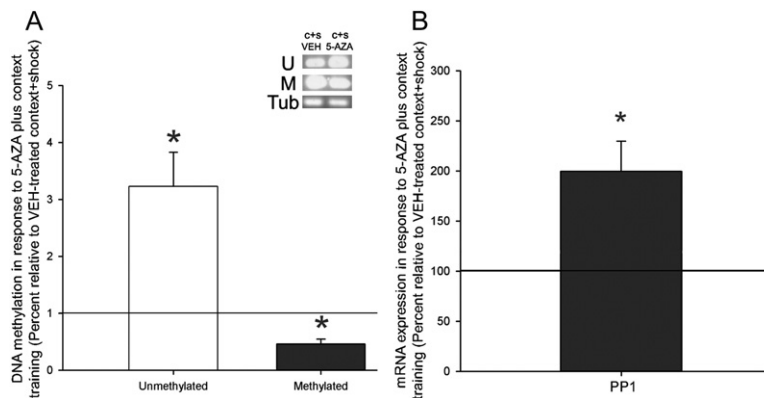 A
c+s c+s
VEH 5-AZA
U
M
Tub
DNA methylation in response to 5-AZA plus context
training (Percent relative to VEH-treated context+shock)
5
4
3
2
1
0
*
*
Unmethylated Methylated
B
mRNA expression in response to 5-AZA plus context
training (Percent relative to VEH-treated context+shock)
300
250
200
150
100
50
0
*
PP1